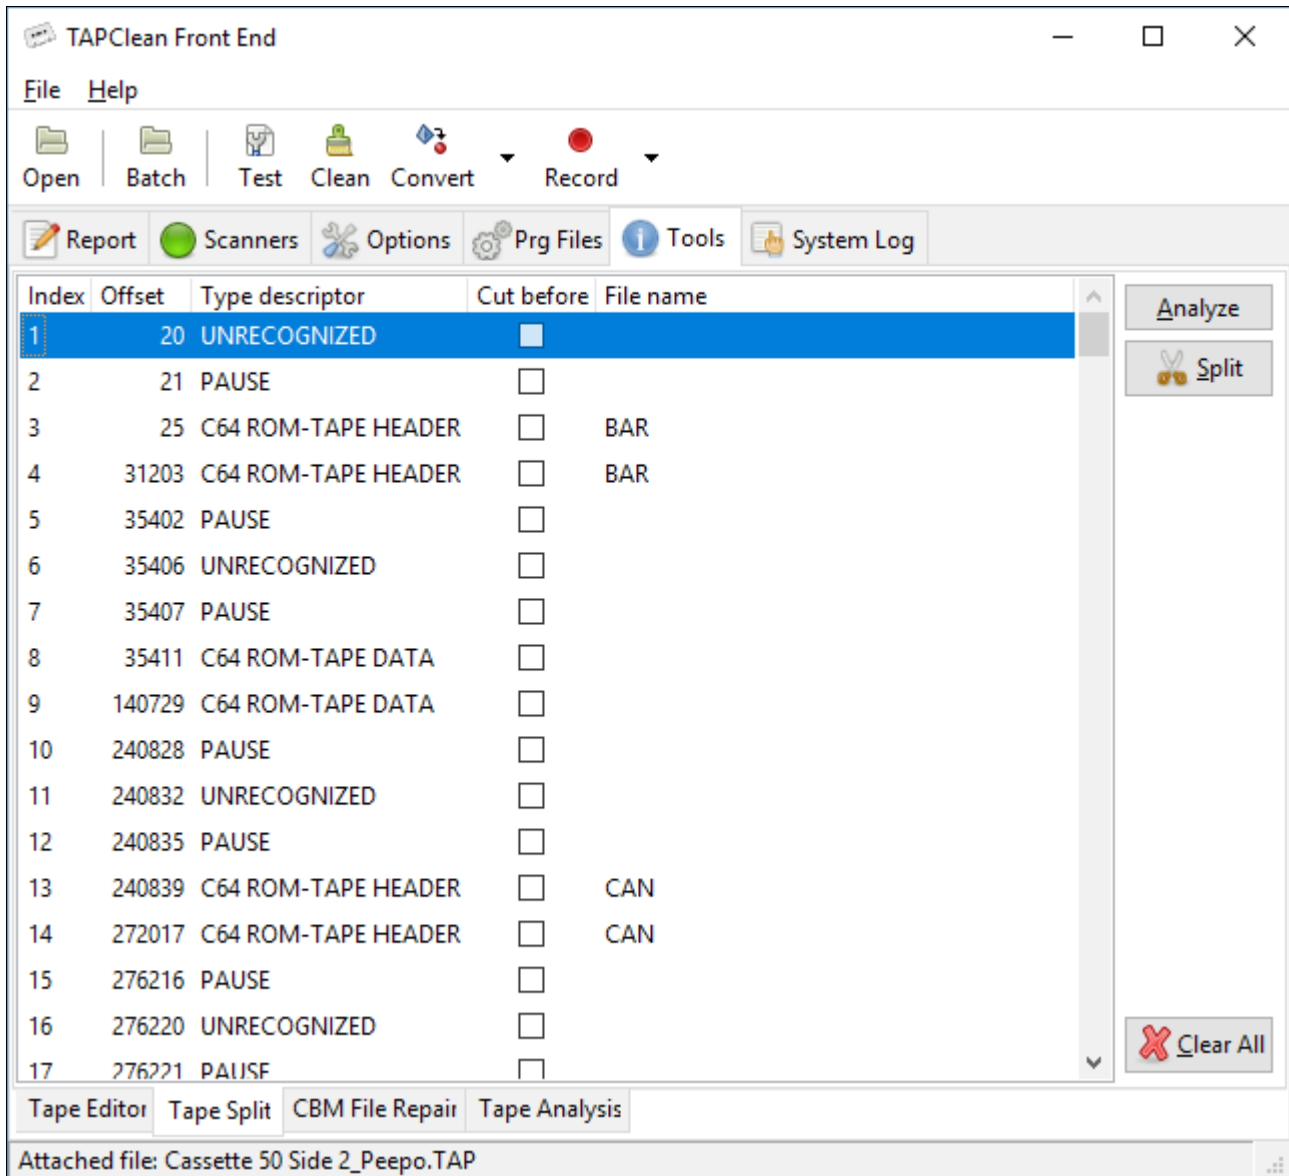 TAPClean Front End
File Help
Open Batch Test Clean Convert Record
Report Scanners Options Prg Files Tools System Log
Index Offset Type descriptor Cut before File name
Analyze
1 20 UNRECOGNIZED
Split
2 21 PAUSE
3 25 C64 ROM-TAPE HEADER BAR
4 31203 C64 ROM-TAPE HEADER BAR
5 35402 PAUSE
6 35406 UNRECOGNIZED
7 35407 PAUSE
8 35411 C64 ROM-TAPE DATA
9 140729 C64 ROM-TAPE DATA
10 240828 PAUSE
11 240832 UNRECOGNIZED
12 240835 PAUSE
13 240839 C64 ROM-TAPE HEADER CAN
14 272017 C64 ROM-TAPE HEADER CAN
15 276216 PAUSE
16 276220 UNRECOGNIZED
Clear All
17 276221 PAUSE
Tape Editor Tape Split CBM File Repair Tape Analysis
Attached file: Cassette 50 Side 2_Peepo.TAP